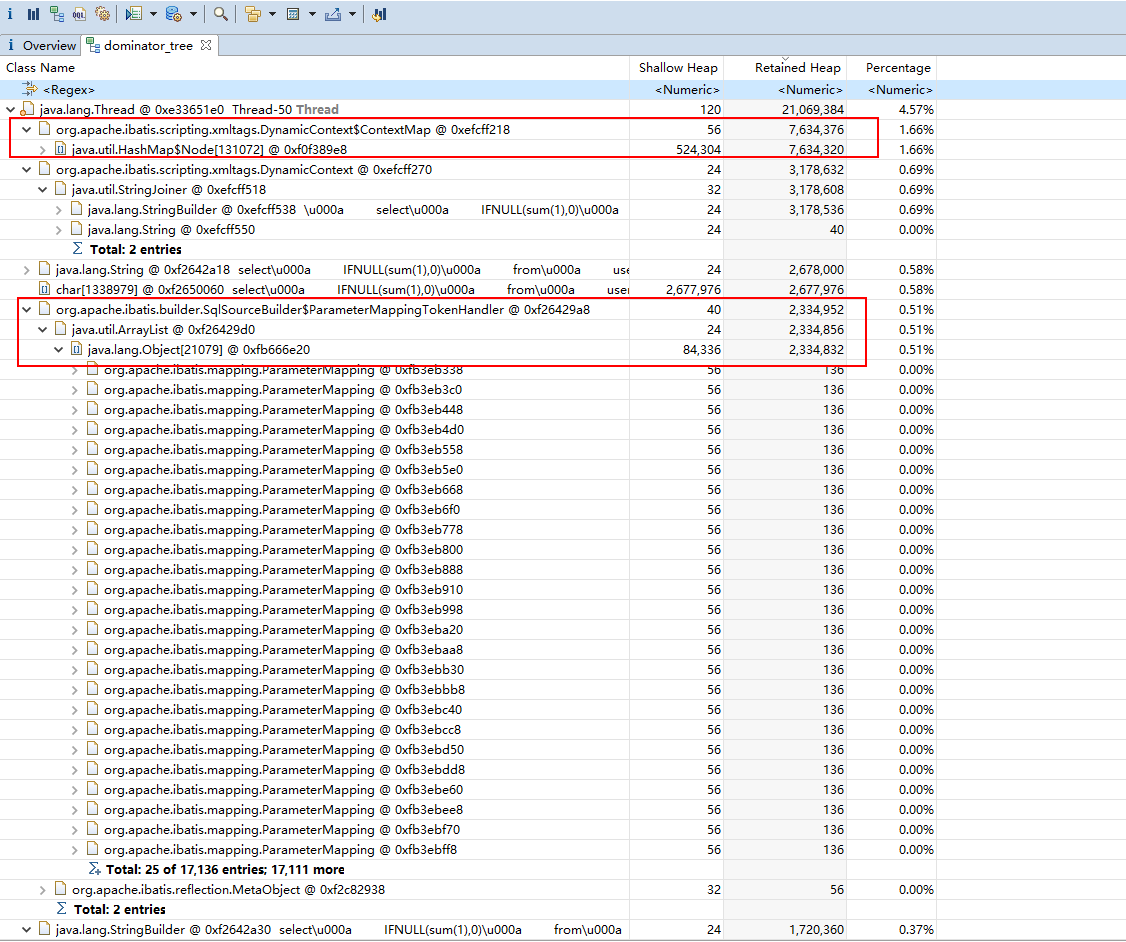 i OQL
i Overview dominator_tree
Class Name Shallow Heap Retained Heap Percentage
<Regex> <Numeric> <Numeric> <Numeric>
java.lang.Thread @ 0xe33651e0 Thread-50 Thread 120 21,069,384 4.57%
org.apache.ibatis.scripting.xmltags.DynamicContext$ContextMap @ 0xefcff218 56 7,634,376 1.66%
java.util.HashMap$Node[131072] @ 0xf0f389e8 524,304 7,634,320 1.66%
org.apache.ibatis.scripting.xmltags.DynamicContext @ 0xefcff270 24 3,178,632 0.69%
java.util.StringJoiner @ 0xefcff518 32 3,178,608 0.69%
java.lang.StringBuilder @ 0xefcff538 \u000a select\u000a IFNULL(sum(1),0)\u000a 24 3,178,536 0.69%
java.lang.String @ 0xefcff550 24 40 0.00%
Σ Total: 2 entries
java.lang.String @ 0xf2642a18 select\u000a IFNULL(sum(1),0)\u000a from\u000a use 24 2,678,000 0.58%
char[1338979] @ 0xf2650060 select\u000a IFNULL(sum(1),0)\u000a from\u000a user 2,677,976 2,677,976 0.58%
org.apache.ibatis.builder.SqlSourceBuilder$ParameterMappingTokenHandler @ 0xf26429a8 40 2,334,952 0.51%
java.util.ArrayList @ 0xf26429d0 24 2,334,856 0.51%
java.lang.Object[21079] @ 0xfb666e20 84,336 2,334,832 0.51%
org.apache.ibatis.mapping.ParameterMapping @ 0xfb3eb338 56 136 0.00%
org.apache.ibatis.mapping.ParameterMapping @ 0xfb3eb3c0 56 136 0.00%
org.apache.ibatis.mapping.ParameterMapping @ 0xfb3eb448 56 136 0.00%
org.apache.ibatis.mapping.ParameterMapping @ 0xfb3eb4d0 56 136 0.00%
org.apache.ibatis.mapping.ParameterMapping @ 0xfb3eb558 56 136 0.00%
org.apache.ibatis.mapping.ParameterMapping @ 0xfb3eb5e0 56 136 0.00%
org.apache.ibatis.mapping.ParameterMapping @ 0xfb3eb668 56 136 0.00%
org.apache.ibatis.mapping.ParameterMapping @ 0xfb3eb6f0 56 136 0.00%
org.apache.ibatis.mapping.ParameterMapping @ 0xfb3eb778 56 136 0.00%
org.apache.ibatis.mapping.ParameterMapping @ 0xfb3eb800 56 136 0.00%
org.apache.ibatis.mapping.ParameterMapping @ 0xfb3eb888 56 136 0.00%
org.apache.ibatis.mapping.ParameterMapping @ 0xfb3eb910 56 136 0.00%
org.apache.ibatis.mapping.ParameterMapping @ 0xfb3eb998 56 136 0.00%
org.apache.ibatis.mapping.ParameterMapping @ 0xfb3eba20 56 136 0.00%
org.apache.ibatis.mapping.ParameterMapping @ 0xfb3ebaa8 56 136 0.00%
org.apache.ibatis.mapping.ParameterMapping @ 0xfb3ebb30 56 136 0.00%
org.apache.ibatis.mapping.ParameterMapping @ 0xfb3ebbb8 56 136 0.00%
org.apache.ibatis.mapping.ParameterMapping @ 0xfb3ebc40 56 136 0.00%
org.apache.ibatis.mapping.ParameterMapping @ 0xfb3ebcc8 56 136 0.00%
org.apache.ibatis.mapping.ParameterMapping @ 0xfb3ebd50 56 136 0.00%
org.apache.ibatis.mapping.ParameterMapping @ 0xfb3ebdd8 56 136 0.00%
org.apache.ibatis.mapping.ParameterMapping @ 0xfb3ebe60 56 136 0.00%
org.apache.ibatis.mapping.ParameterMapping @ 0xfb3ebee8 56 136 0.00%
org.apache.ibatis.mapping.ParameterMapping @ 0xfb3ebf70 56 136 0.00%
org.apache.ibatis.mapping.ParameterMapping @ 0xfb3ebff8 56 136 0.00%
Σ+ Total: 25 of 17,136 entries; 17,111 more
org.apache.ibatis.reflection.MetaObject @ 0xf2c82938 32 56 0.00%
Σ Total: 2 entries
java.lang.StringBuilder @ 0xf2642a30 select\u000a IFNULL(sum(1),0)\u000a from\u000a 24 1,720,360 0.37%